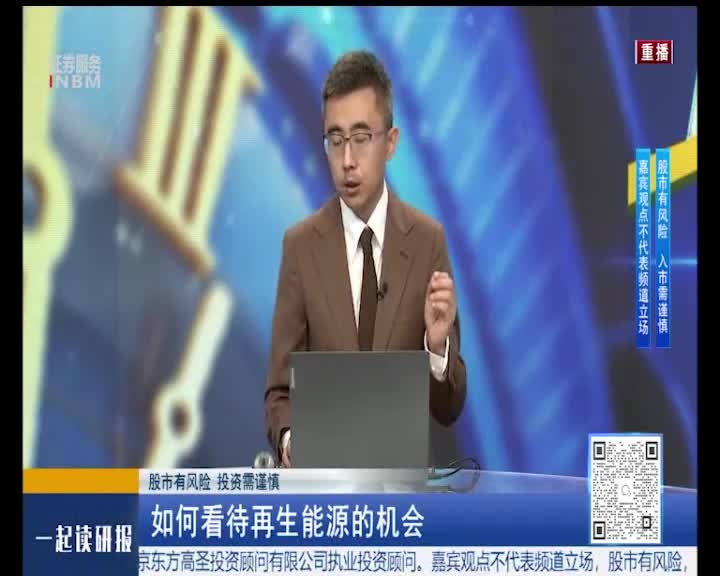 证券服务
NBM
重播
股市有风险 入市需谨慎
嘉宾观点不代表频道立场
股市有风险 投资需谨慎
如何看待再生能源的机会
一起读研报
京东方高圣投资顾问有限公司执业投资顾问。嘉宾观点不代表频道立场，股市有风险，